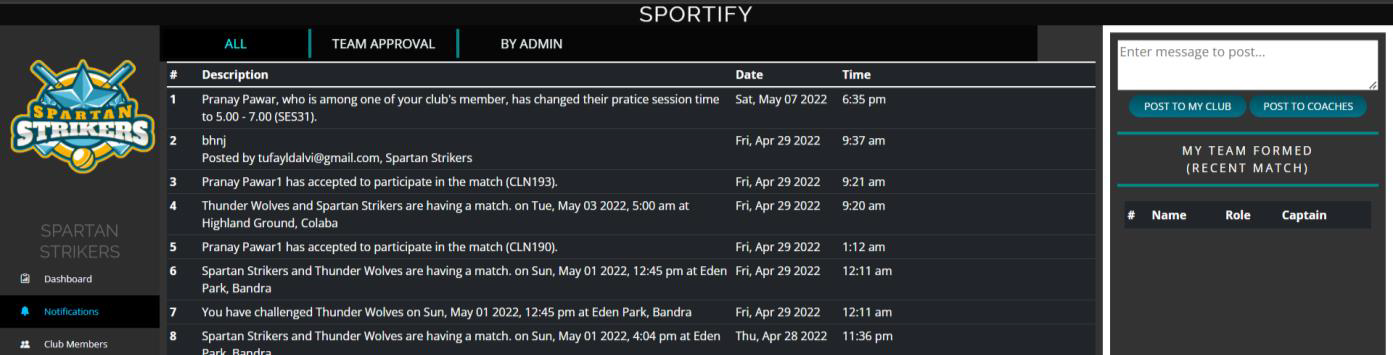 SPORTIFY
SPARTAN
STRIKERS
SPARTAN
STRIKERS
Dashboard
Notifications
Club Members
ALL TEAM APPROVAL BY ADMIN
# Description Date Time
1 Pranay Pawar, who is among one of your club's member, has changed their pratice session time Sat, May 07 2022 6:35 pm
to 5.00 - 7.00 (SES31).
2 bhnj Fri, Apr 29 2022 9:37 am
Posted by tufayldalvi@gmail.com, Spartan Strikers
3 Pranay Pawar1 has accepted to participate in the match (CLN193). Fri, Apr 29 2022 9:21 am
4 Thunder Wolves and Spartan Strikers are having a match. on Tue, May 03 2022, 5:00 am at Fri, Apr 29 2022 9:20 am
Highland Ground, Colaba
5 Pranay Pawar1 has accepted to participate in the match (CLN190). Fri, Apr 29 2022 1:12 am
6 Spartan Strikers and Thunder Wolves are having a match. on Sun, May 01 2022, 12:45 pm at Eden Fri, Apr 29 2022 12:11 am
Park, Bandra
7 You have challenged Thunder Wolves on Sun, May 01 2022, 12:45 pm at Eden Park, Bandra Fri, Apr 29 2022 12:11 am
8 Spartan Strikers and Thunder Wolves are having a match. on Sun, May 01 2022, 4:04 pm at Eden Thu, Apr 28 2022 11:36 pm
Park, Bandra
Enter message to post...
POST TO MY CLUB POST TO COACHES
MY TEAM FORMED
(RECENT MATCH)
# Name Role Captain